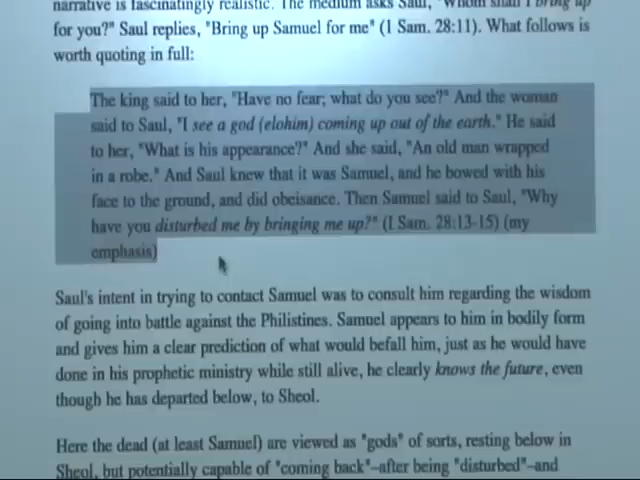 narrative is fascinatingly realistic. The medium asks Saul, "Whom shall I bring up
for you?" Saul replies, "Bring up Samuel for me" (1 Sam. 28:11). What follows is
worth quoting in full:
The king said to her, "Have no fear; what do you see?" And the woman
said to Saul, "I see a god (elohim) coming up out of the earth." He said
to her, "What is his appearance?" And she said, "An old man wrapped
in a robe." And Saul knew that it was Samuel, and he bowed with his
face to the ground, and did obeisance. Then Samuel said to Saul, "Why
have you disturbed me by bringing me up?" (I Sam. 28:13-15) (my
emphasis)
Saul's intent in trying to contact Samuel was to consult him regarding the wisdom
of going into battle against the Philistines. Samuel appears to him in bodily form
and gives him a clear prediction of what would befall him, just as he would have
done in his prophetic ministry while still alive, he clearly knows the future, even
though he has departed below, to Sheol.
Here the dead (at least Samuel) are viewed as "gods" of sorts, resting below in
Sheol, but potentially capable of "coming back"--after being "disturbed"--and